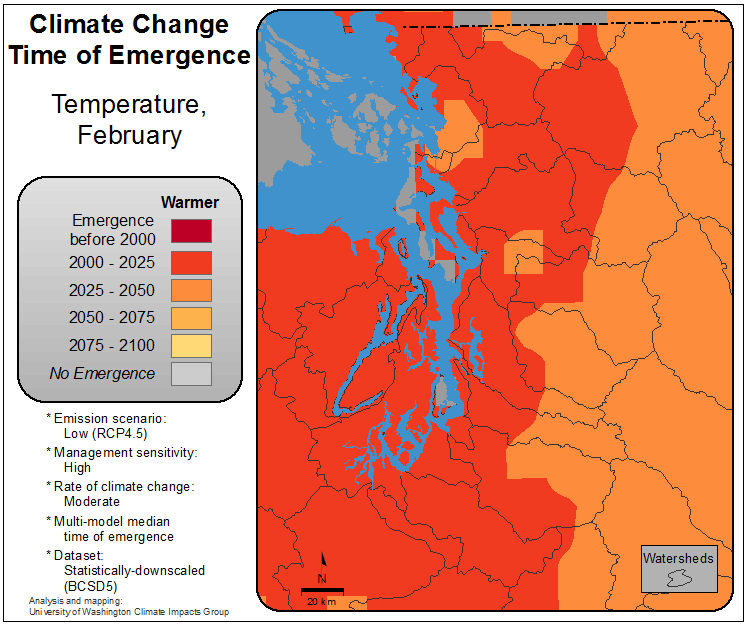 Climate Change
Time of Emergence
Temperature,
February
Warmer
Emergence
before 2000
2000 - 2025
2025 - 2050
2050 - 2075
2075 - 2100
No Emergence
* Emission scenario:
Low (RCP4.5)
* Management sensitivity:
High
* Rate of climate change:
Moderate
* Multi-model median
time of emergence
* Dataset:
Statistically-downscaled
(BCSD5)
Analysis and mapping:
University of Washington Climate Impacts Group
N
20 km
Watersheds